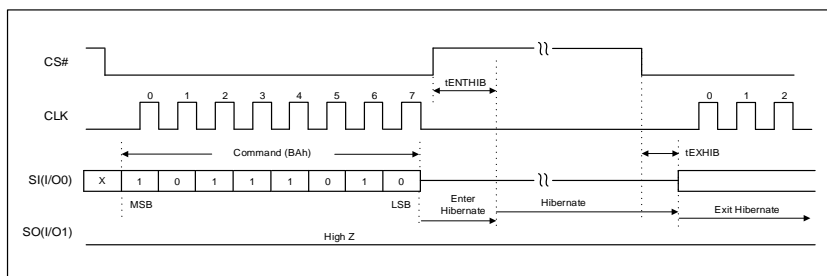 CS#
tENTHIB
0 1 2 3 4 5 6 7 0 1 2
CLK
Command (BAh)
tEXHIB
SI(I/O0) X 1 0 1 1 1 0 1 0
MSB LSB
Enter
Hibernate
Hibernate
Exit Hibernate
SO(I/O1)
High Z